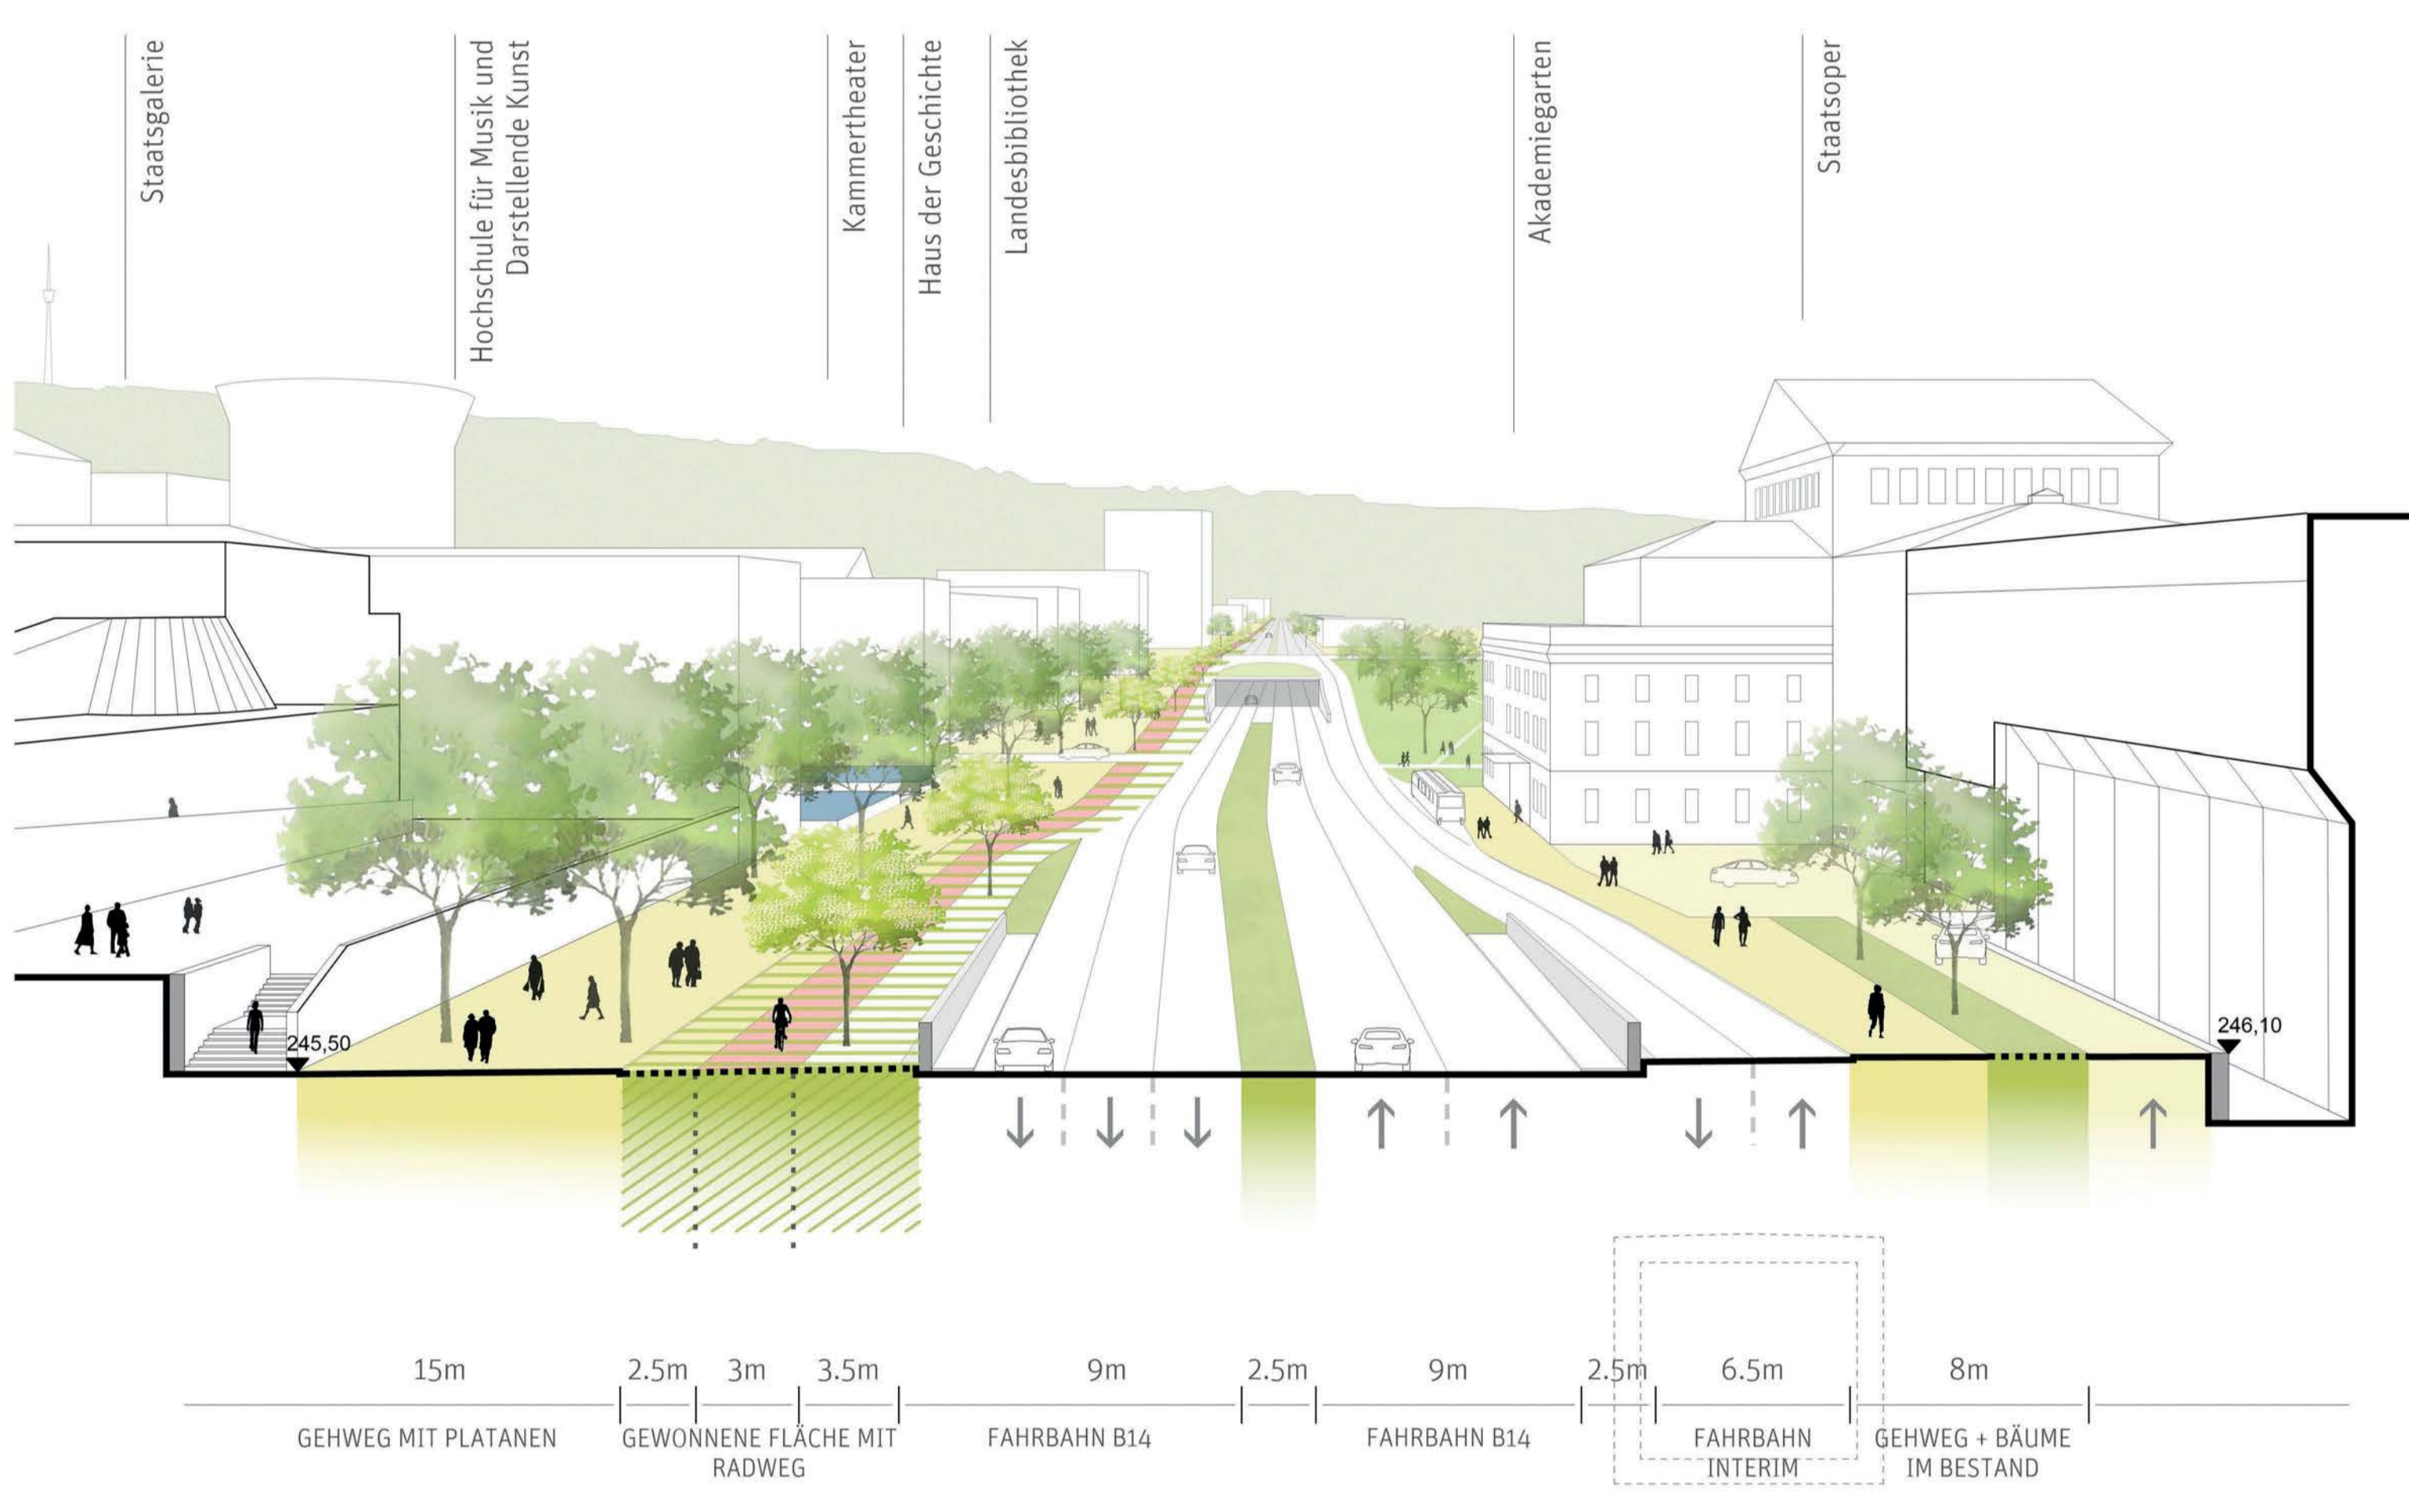 Staatsgalerie
Hochschule für Musik und
Darstellende Kunst
Kammertheater
Haus der Geschichte
Landesbibliothek
Akademiegarten
Staatsoper
245,50
246,10
15m
2.5m
3m
3.5m
9m
2.5m
9m
2.5m
6.5m
8m
GEHWEG MIT PLATANEN
GEWONNENE FLÄCHE MIT
RADWEG
FAHRBAHN B14
FAHRBAHN B14
FAHRBAHN
INTERIM
GEHWEG + BÄUME
IM BESTAND